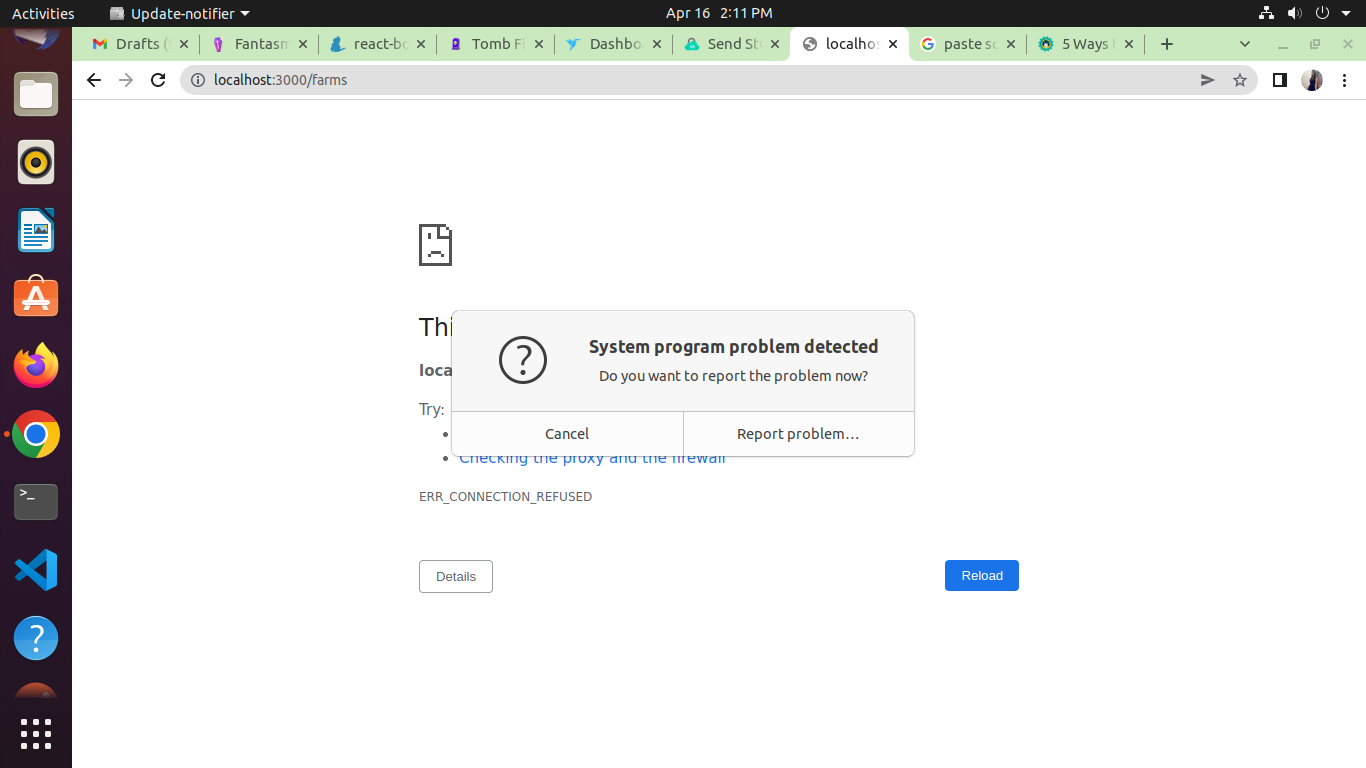 Activities Update-notifier Apr 16 2:11 PM
Drafts ( Fantasm react-bo Tomb Fi Dashbo Send St localhos paste sc 5 Ways
localhost:3000/farms
Thi
loca
Try:
Checking the proxy and the firewall
ERR_CONNECTION_REFUSED
Details Reload
System program problem detected
Do you want to report the problem now?
Cancel Report problem...
>_